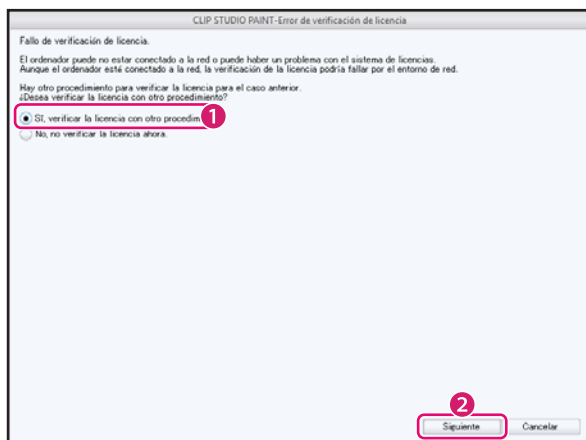 CLIP STUDIO PAINT-Error de verificación de licencia
Fallo de verificación de licencia.
El ordenador puede no estar conectado a la red o puede haber un problema con el sistema de licencias.
Aunque el ordenador esté conectado a la red, la verificación de la licencia podría fallar por el entorno de red.
Hay otro procedimiento para verificar la licencia para el caso anterior.
¿Desea verificar la licencia con otro procedimiento?
Sí, verificar la licencia con otro procedim
1
No, no verificar la licencia ahora.
2
Siguiente Cancelar